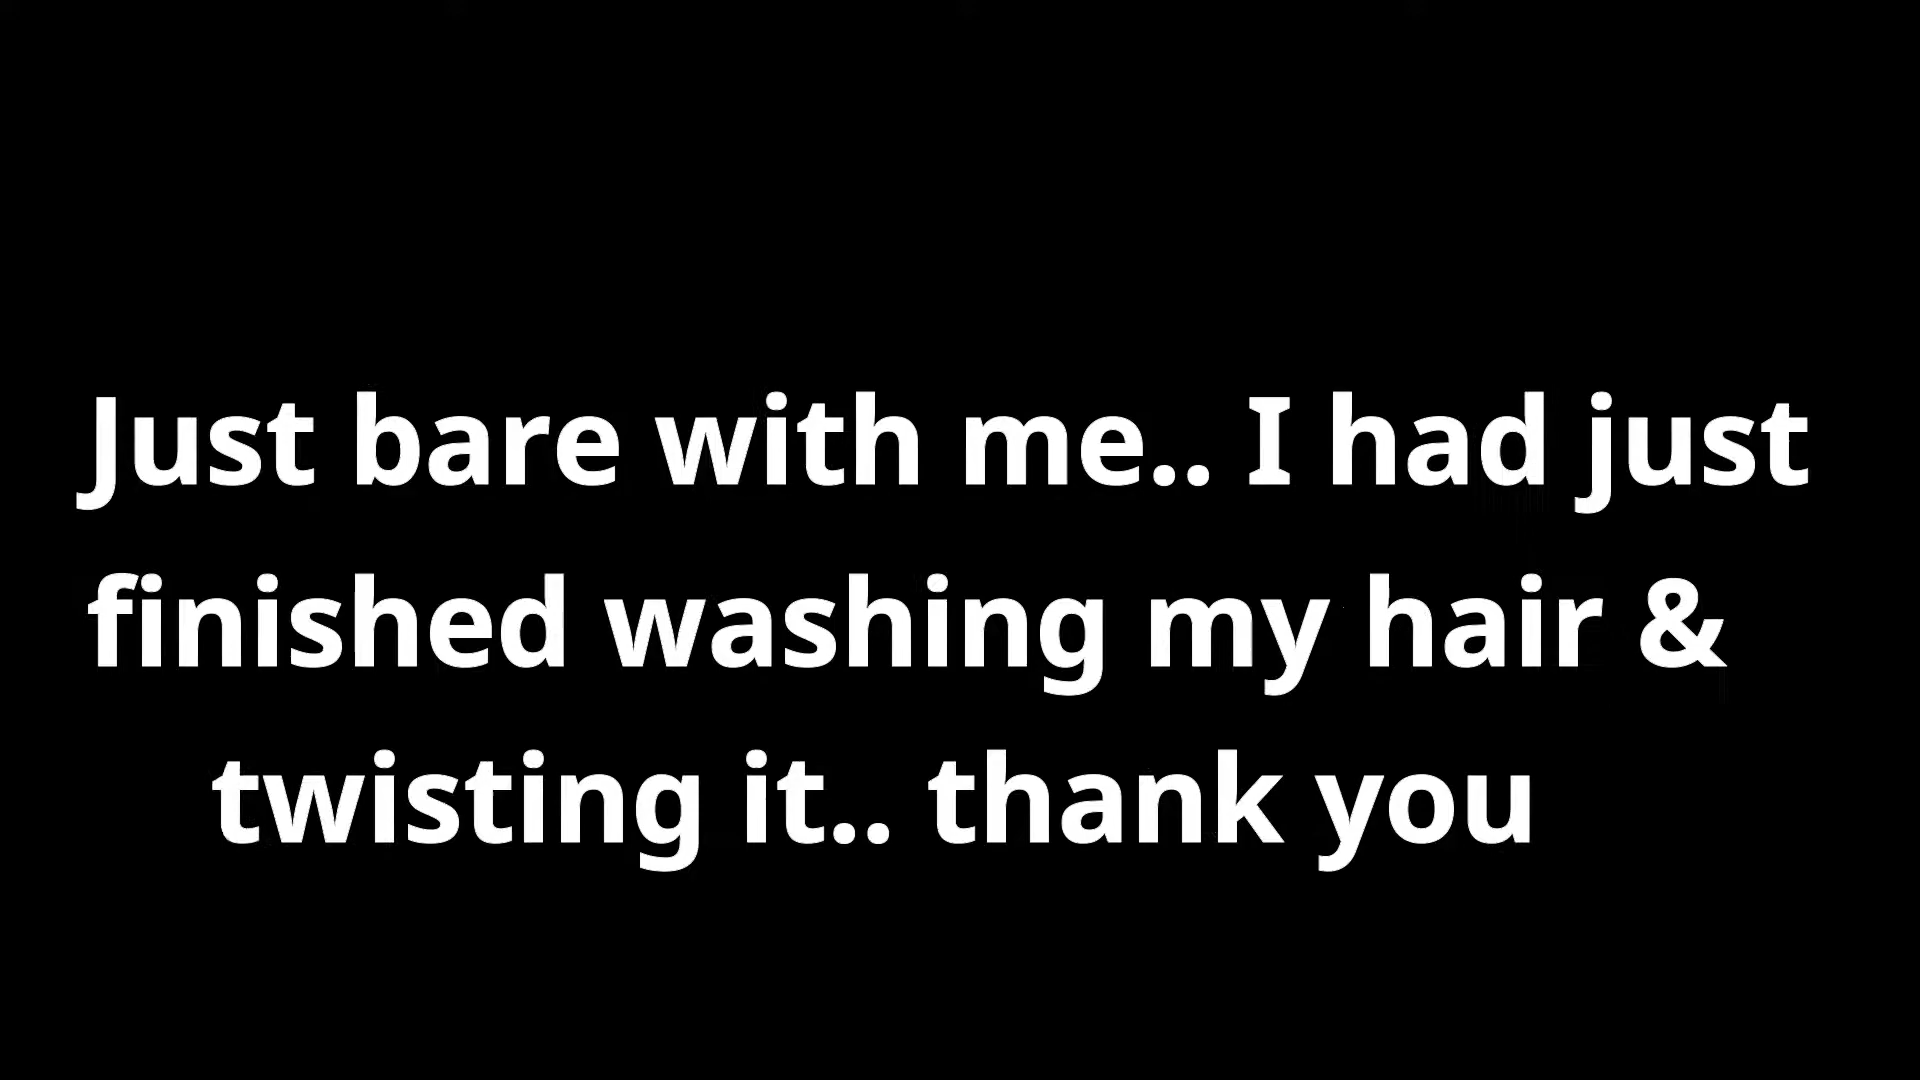 Just bare with me.. I had just
finished washing my hair &
twisting it.. thank you